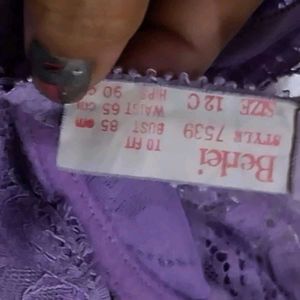 Berlei
STYLE 7539
SIZE 12 C
TO FIT
BUST 85 cm
WAIST 65 cm
HIPS 90 cm